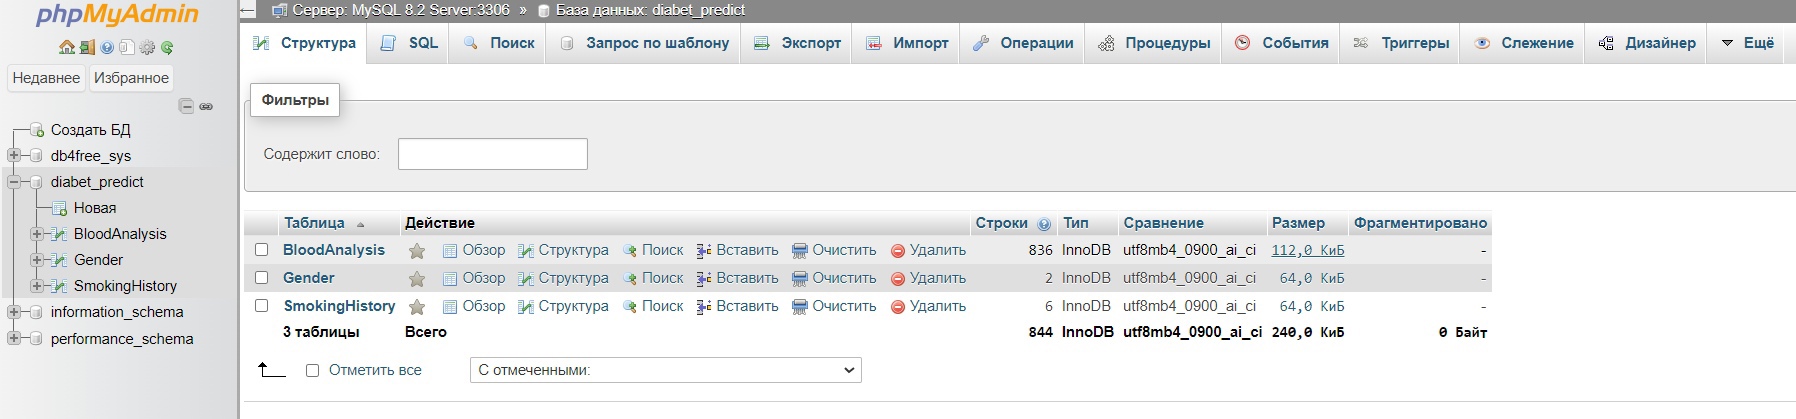 phpMyAdmin
Недавнее Избранное
Создать БД
db4free_sys
diabet_predict
Новая
BloodAnalysis
Gender
SmokingHistory
information_schema
performance_schema
Сервер: MySQL 8.2 Server:3306 » База данных: diabet_predict
Структура SQL Поиск Запрос по шаблону Экспорт Импорт Операции Процедуры События Триггеры Слежение Дизайнер Ещё
Фильтры
Содержит слово:
Таблица Действие Строки Тип Сравнение Размер Фрагментировано
BloodAnalysis Обзор Структура Поиск Вставить Очистить Удалить 836 InnoDB utf8mb4_0900_ai_ci 112,0 КиБ -
Gender Обзор Структура Поиск Вставить Очистить Удалить 2 InnoDB utf8mb4_0900_ai_ci 64,0 КиБ -
SmokingHistory Обзор Структура Поиск Вставить Очистить Удалить 6 InnoDB utf8mb4_0900_ai_ci 64,0 КиБ -
3 таблицы Всего 844 InnoDB utf8mb4_0900_ai_ci 240,0 КиБ 0 Байт
Отметить все С отмеченными: